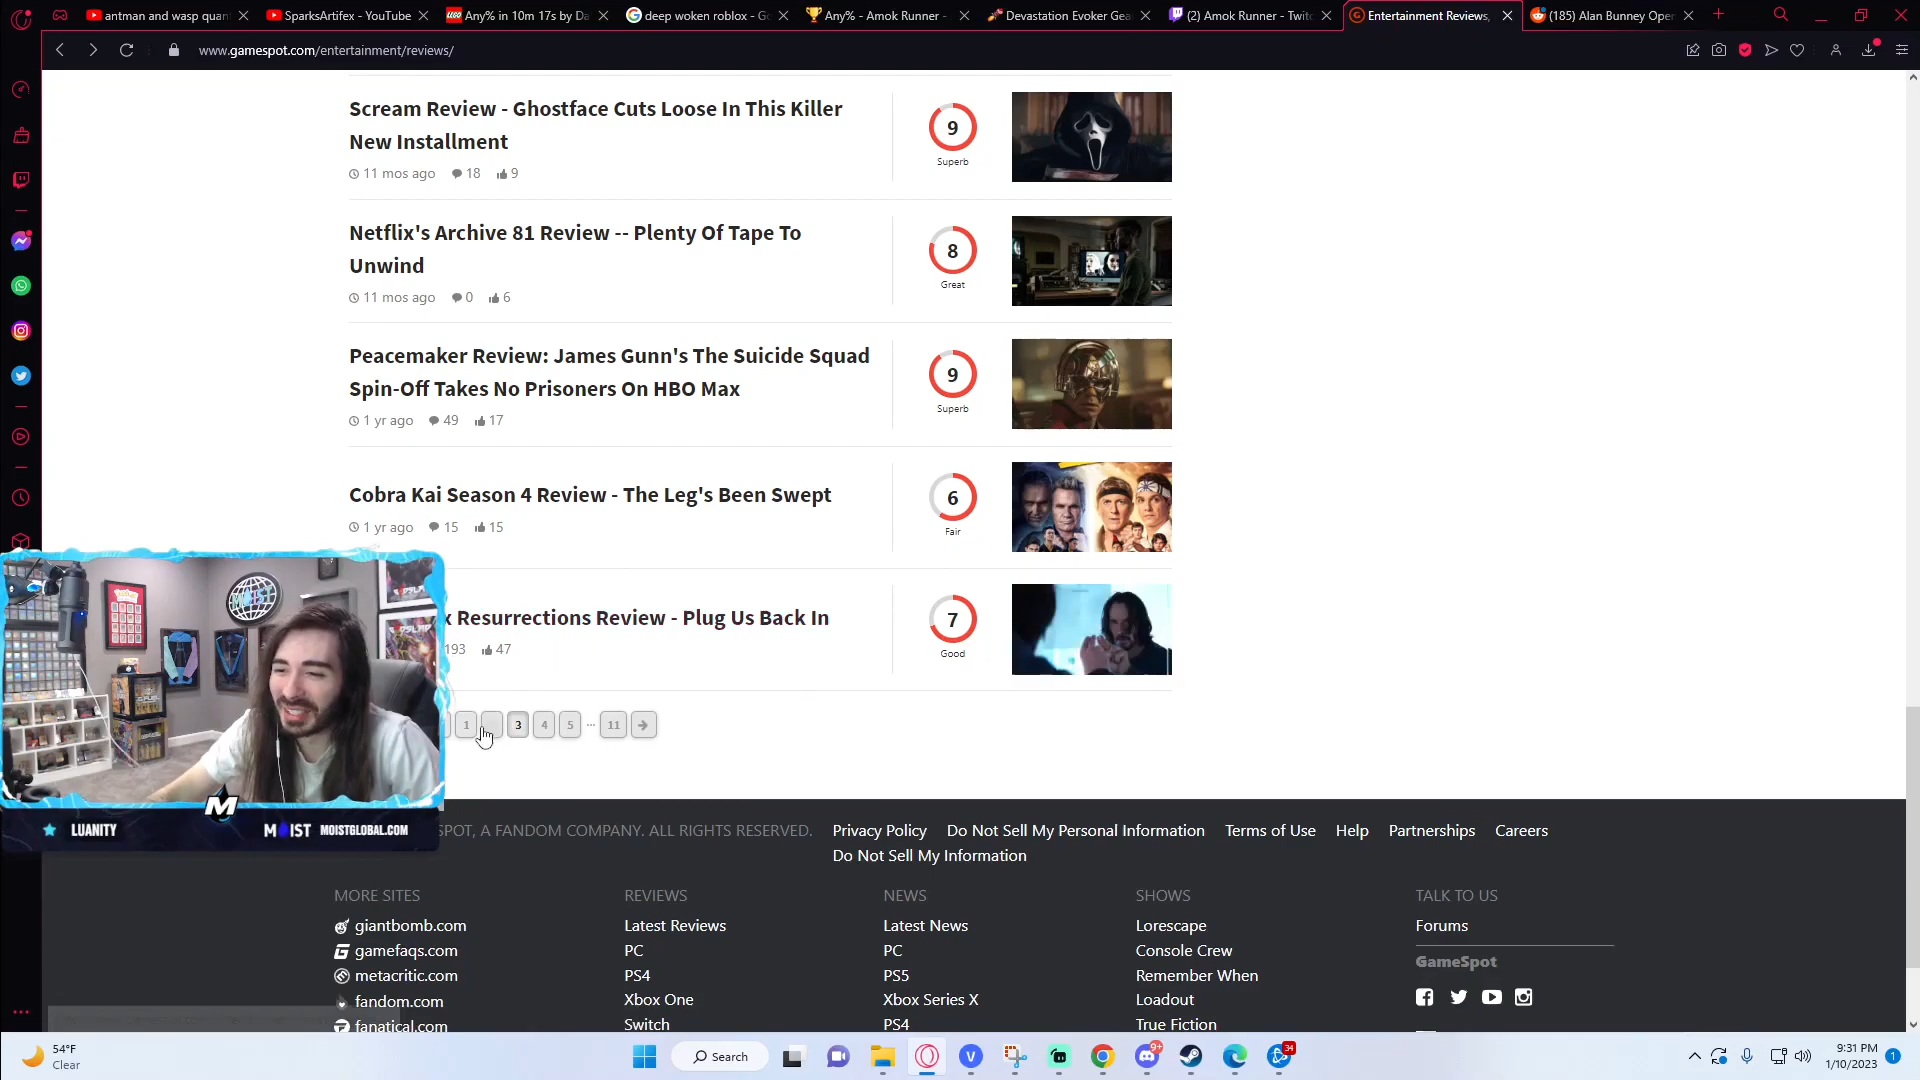 antman and wasp quan
SparksArtifex - YouTube
Any% in 10m 17s by Da
deep woken roblox - Go
Any% - Amok Runner -
Devastation Evoker Gea
(2) Amok Runner - Twitc
Entertainment Reviews,
(185) Alan Bunney Oper
www.gamespot.com/entertainment/reviews/
Scream Review - Ghostface Cuts Loose In This Killer
New Installment
11 mos ago 18 9
9
Superb
Netflix's Archive 81 Review -- Plenty Of Tape To
Unwind
11 mos ago 0 6
8
Great
Peacemaker Review: James Gunn's The Suicide Squad
Spin-Off Takes No Prisoners On HBO Max
1 yr ago 49 17
9
Superb
Cobra Kai Season 4 Review - The Leg's Been Swept
1 yr ago 15 15
6
Fair
x Resurrections Review - Plug Us Back In
193 47
7
Good
1 3 4 5 ... 11
MOIST
M
LUANITY
MOIST MOISTGLOBAL.COM
SPOT, A FANDOM COMPANY. ALL RIGHTS RESERVED.
Privacy Policy Do Not Sell My Personal Information Terms of Use Help Partnerships Careers
Do Not Sell My Information
MORE SITES
giantbomb.com
gamefaqs.com
metacritic.com
fandom.com
fanatical.com
REVIEWS
Latest Reviews
PC
PS4
Xbox One
Switch
NEWS
Latest News
PC
PS5
Xbox Series X
PS4
SHOWS
Lorescape
Console Crew
Remember When
Loadout
True Fiction
TALK TO US
Forums
GameSpot
54°F
Clear
Search
9+
34
9:31 PM
1/10/2023
1